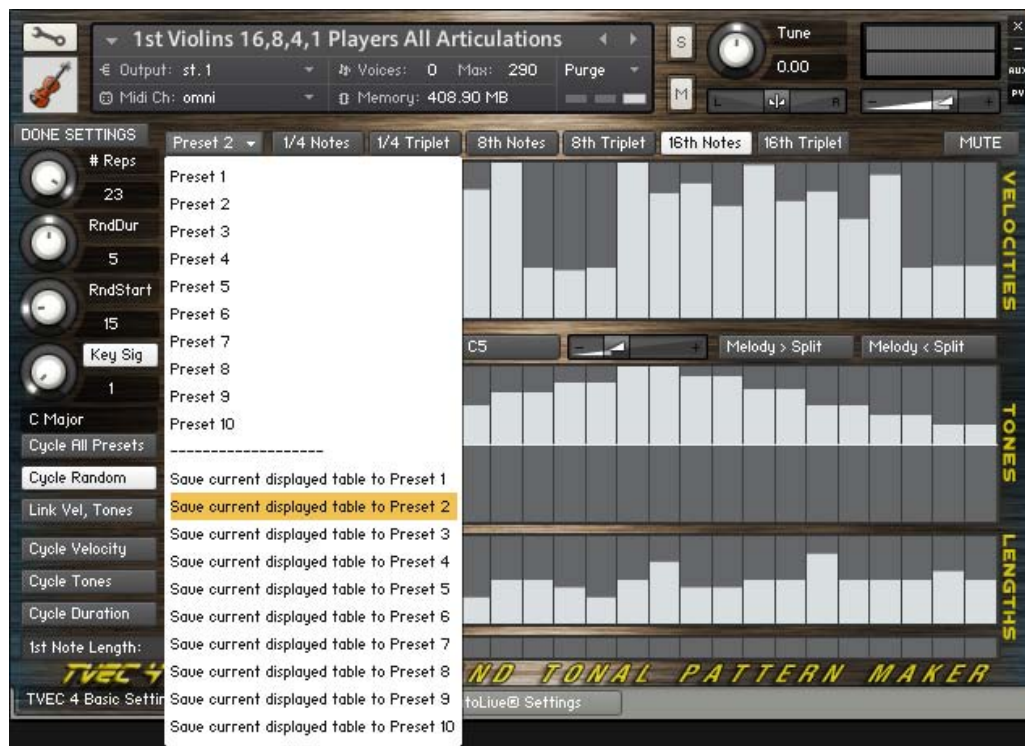 1st Violins 16,8,4,1 Players All Articulations
S
Tune
0.00
Output: st.1
Voices: 0 Max: 290
Purge
AUX
Midi Ch: omni
Memory: 408.90 MB
M
L
R
PV
DONE SETTINGS
Preset 2
1/4 Notes
1/4 Triplet
8th Notes
8th Triplet
16th Notes
16th Triplet
MUTE
# Reps
23
RndDur
5
RndStart
15
Key Sig
1
C Major
Cycle All Presets
Cycle Random
Link Vel, Tones
Cycle Velocity
Cycle Tones
Cycle Duration
1st Note Length:
Preset 1
Preset 2
Preset 3
Preset 4
Preset 5
Preset 6
Preset 7
Preset 8
Preset 9
Preset 10
--------------------
Save current displayed table to Preset 1
Save current displayed table to Preset 2
Save current displayed table to Preset 3
Save current displayed table to Preset 4
Save current displayed table to Preset 5
Save current displayed table to Preset 6
Save current displayed table to Preset 7
Save current displayed table to Preset 8
Save current displayed table to Preset 9
Save current displayed table to Preset 10
VELOCITIES
C5
Melody > Split
Melody < Split
TONES
LENGTHS
TVEC 4
ND TONAL PATTERN MAKER
TVEC 4 Basic Settin
toLive® Settings